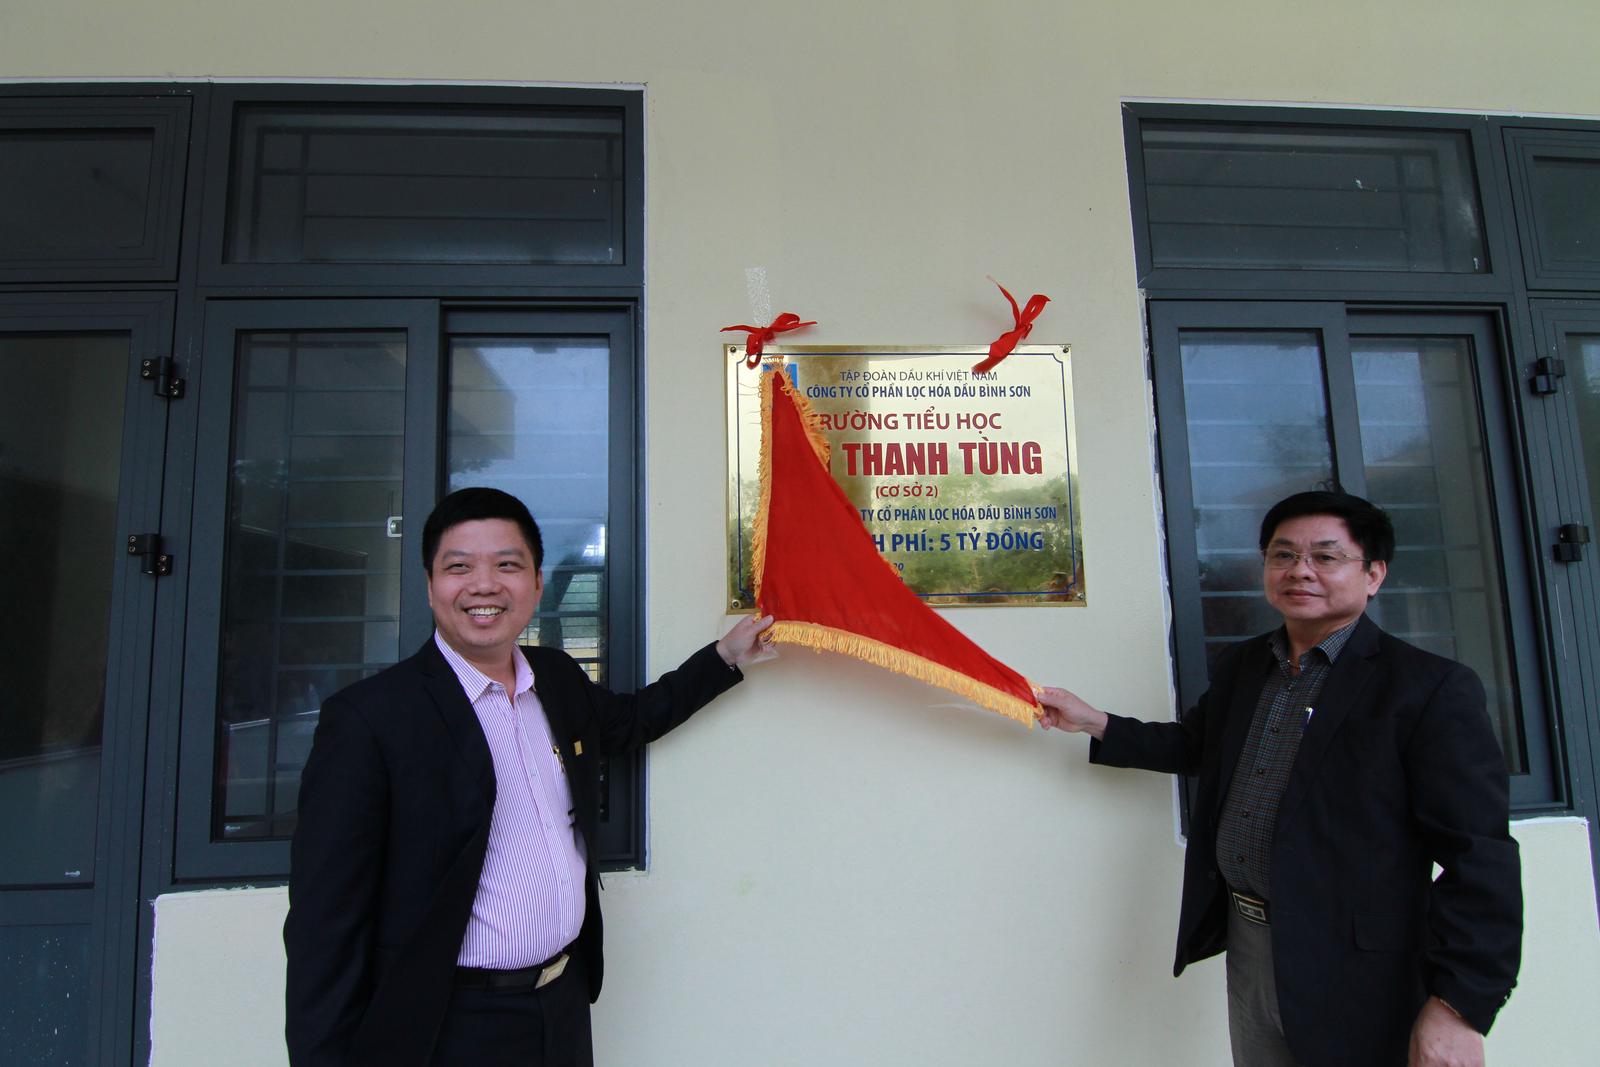 TẬP ĐOÀN DẦU KHÍ VIỆT NAM
CÔNG TY CỔ PHẦN LỌC HÓA DẦU BÌNH SƠN
TRƯỜNG TIỂU HỌC
THANH TÙNG
(CƠ SỞ 2)
TY CỔ PHẦN LỌC HÓA DẦU BÌNH SƠN
PHÍ: 5 TỶ ĐỒNG